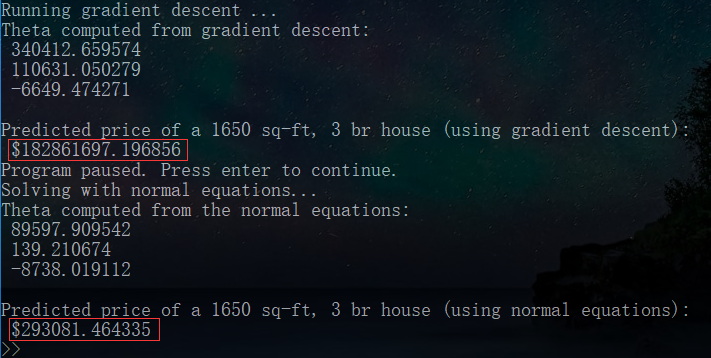 Running gradient descent ...
Theta computed from gradient descent:
340412.659574
110631.050279
-6649.474271
Predicted price of a 1650 sq-ft, 3 br house (using gradient descent):
$182861697.196856
Program paused. Press enter to continue.
Solving with normal equations...
Theta computed from the normal equations:
89597.909542
139.210674
-8738.019112
Predicted price of a 1650 sq-ft, 3 br house (using normal equations):
$293081.464335
>>